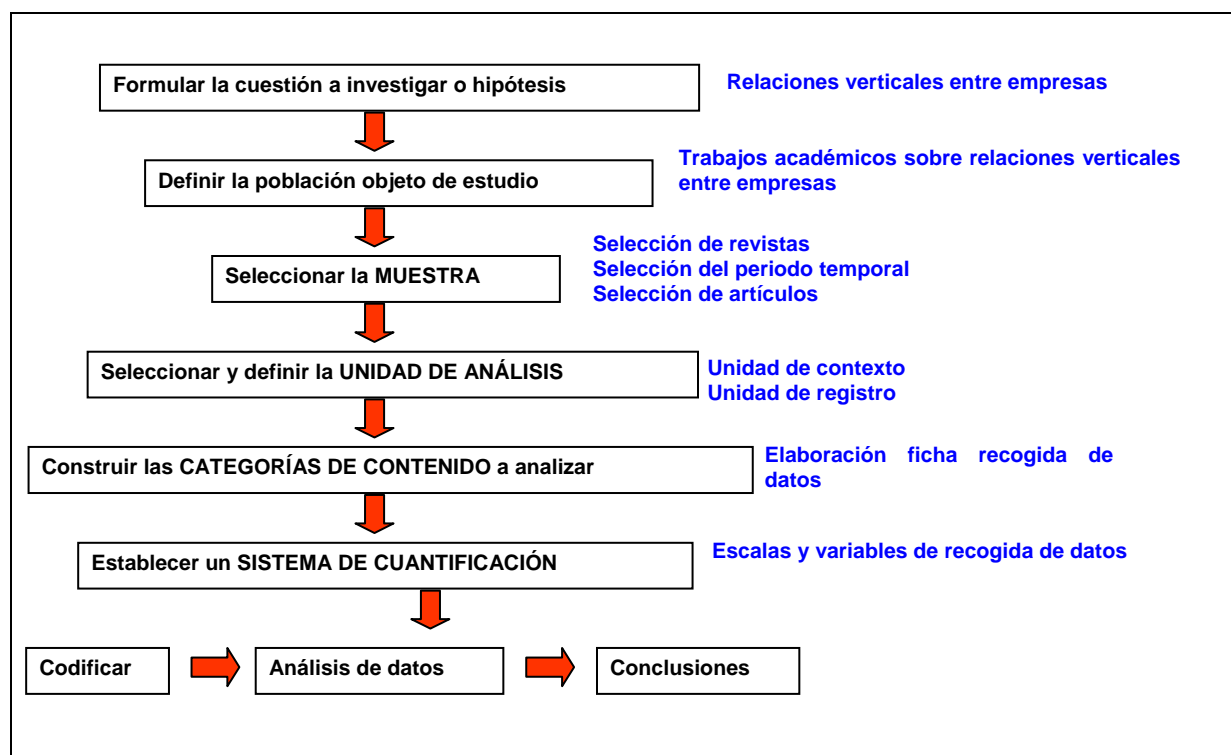 Formular la cuestión a investigar o hipótesis
Relaciones verticales entre empresas
Definir la población objeto de estudio
Trabajos académicos sobre relaciones verticales
entre empresas
Seleccionar la MUESTRA
Selección de revistas
Selección del periodo temporal
Selección de artículos
Seleccionar y definir la UNIDAD DE ANÁLISIS
Unidad de contexto
Unidad de registro
Construir las CATEGORÍAS DE CONTENIDO a analizar
Elaboración ficha recogida de
datos
Establecer un SISTEMA DE CUANTIFICACIÓN
Escalas y variables de recogida de datos
Codificar
Análisis de datos
Conclusiones